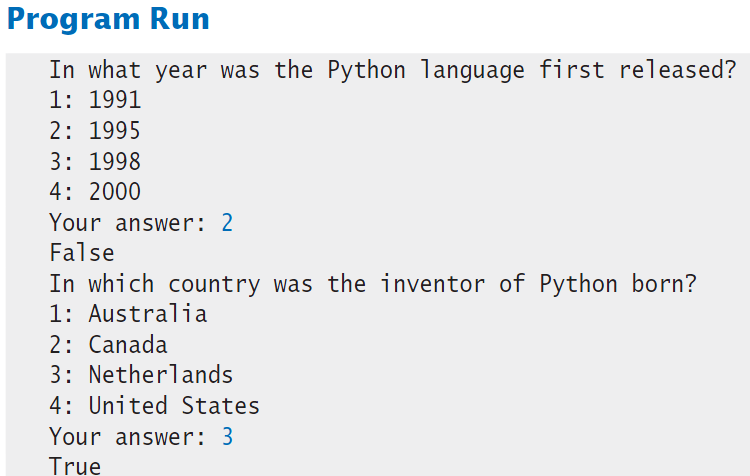 Program Run
In what year was the Python language first released?
1: 1991
2: 1995
3: 1998
4: 2000
Your answer: 2
False
In which country was the inventor of Python born?
1: Australia
2: Canada
3: Netherlands
4: United States
Your answer: 3
True